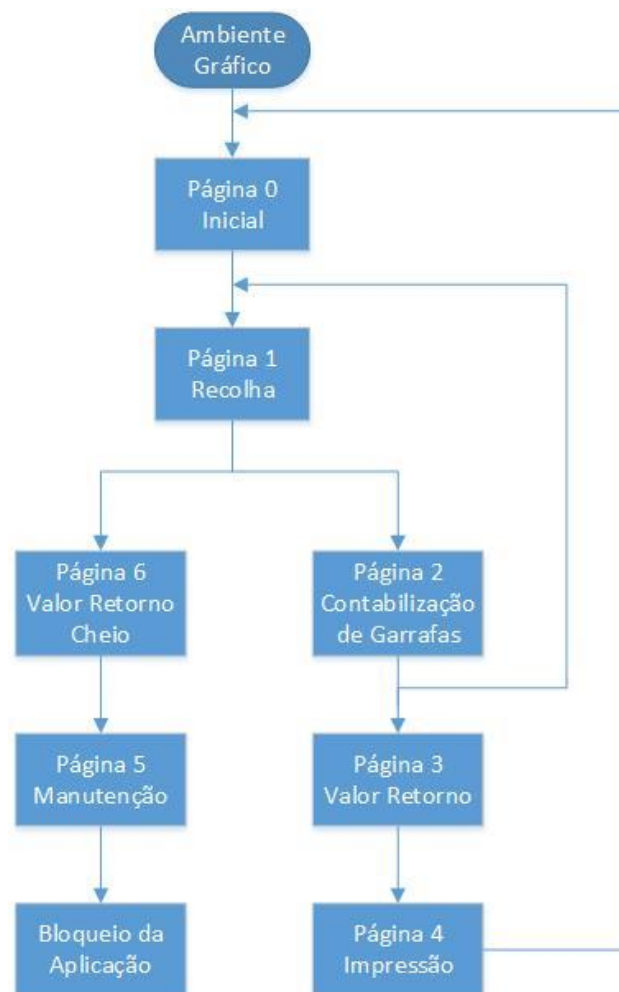 Ambiente
Gráfico
Página 0
Inicial
Página 1
Recolha
Página 6
Valor Retorno
Cheio
Página 2
Contabilização
de Garrafas
Página 5
Manutenção
Página 3
Valor Retorno
Bloqueio da
Aplicação
Página 4
Impressão